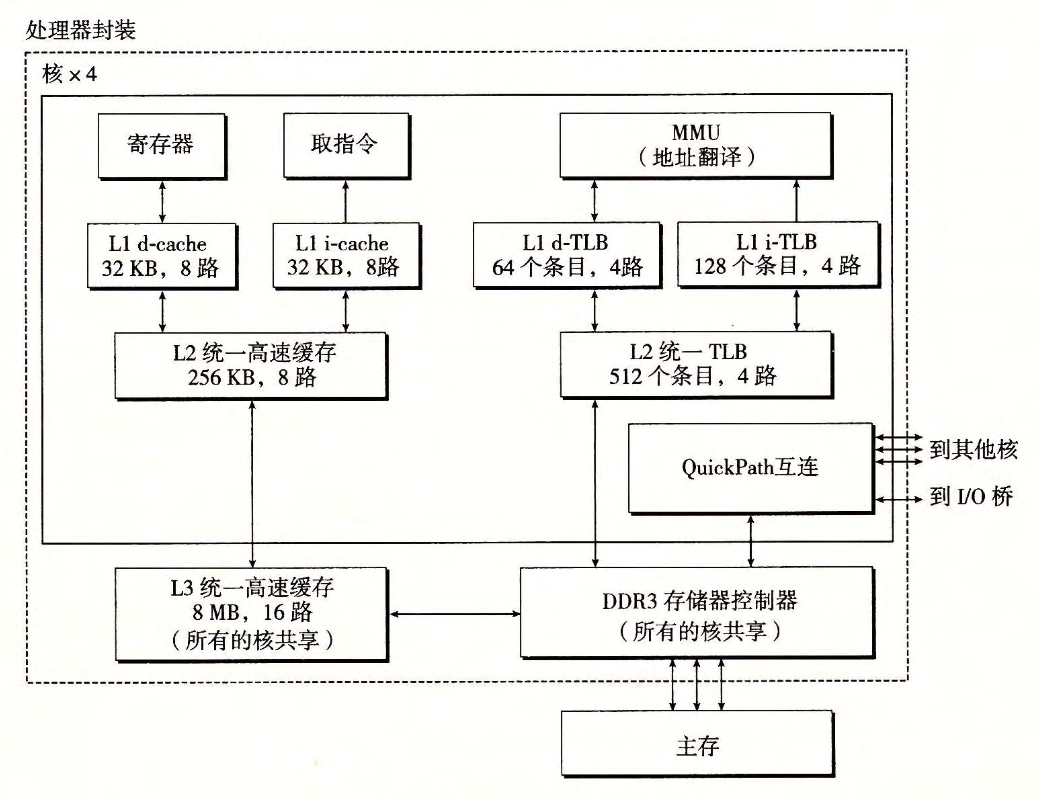 处理器封装
核×4
寄存器
取指令
MMU
（地址翻译）
L1 d-cache
32 KB，8 路
L1 i-cache
32 KB，8路
L1 d-TLB
64 个条目，4路
L1 i-TLB
128 个条目，4 路
L2 统一高速缓存
256 KB，8 路
L2 统一 TLB
512 个条目，4 路
QuickPath互连
到其他核
到 I/O 桥
L3 统一高速缓存
8 MB，16 路
（所有的核共享）
DDR3 存储器控制器
（所有的核共享）
主存